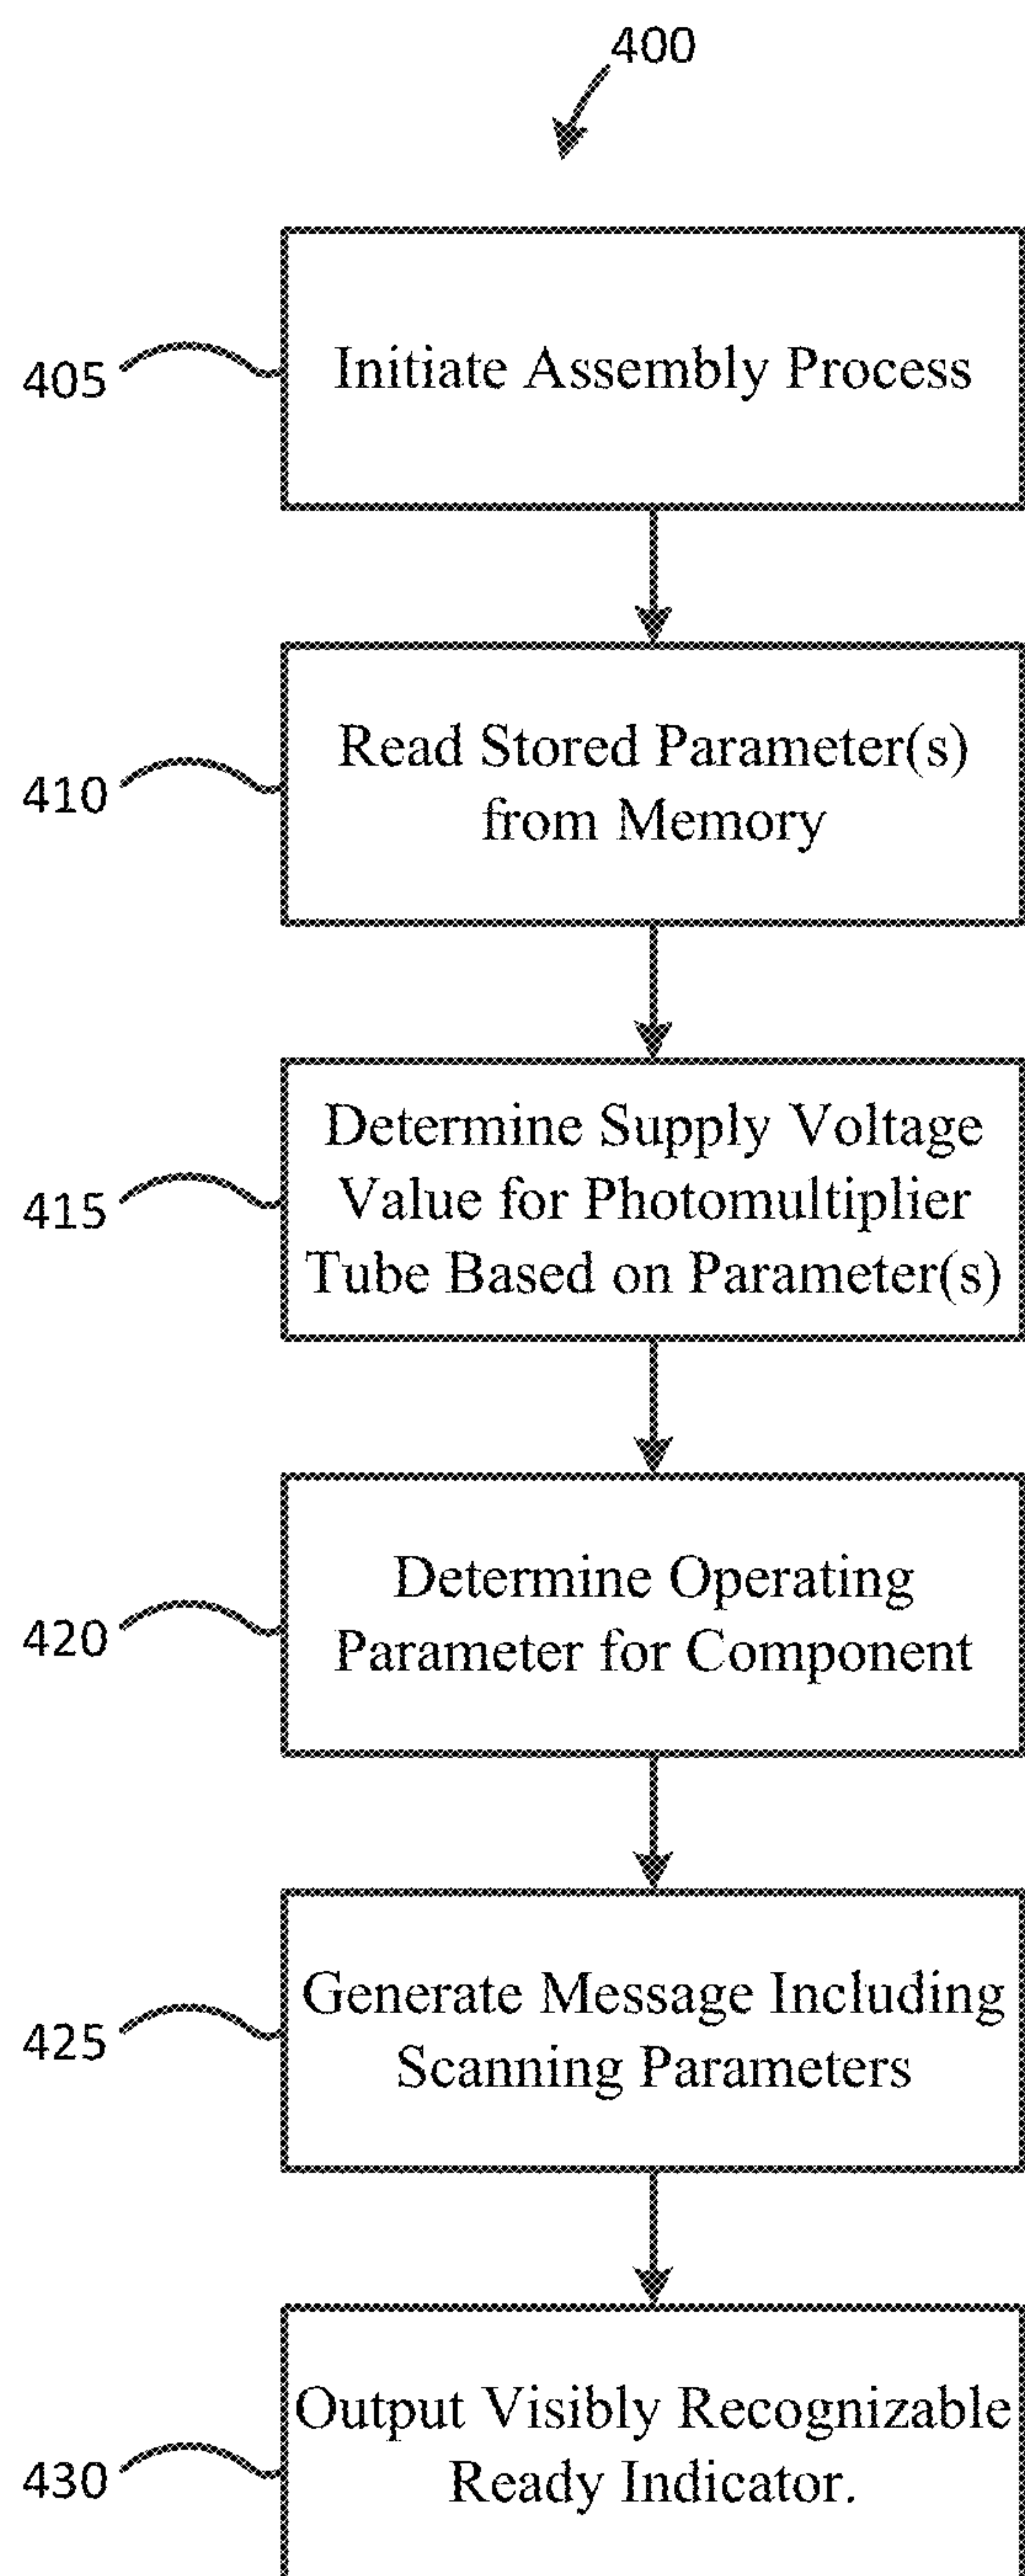 400
405
Initiate Assembly Process
410
Read Stored Parameter(s)
from Memory
415
Determine Supply Voltage
Value for Photomultiplier
Tube Based on Parameter(s)
420
Determine Operating
Parameter for Component
425
Generate Message Including
Scanning Parameters
430
Output Visibly Recognizable
Ready Indicator.